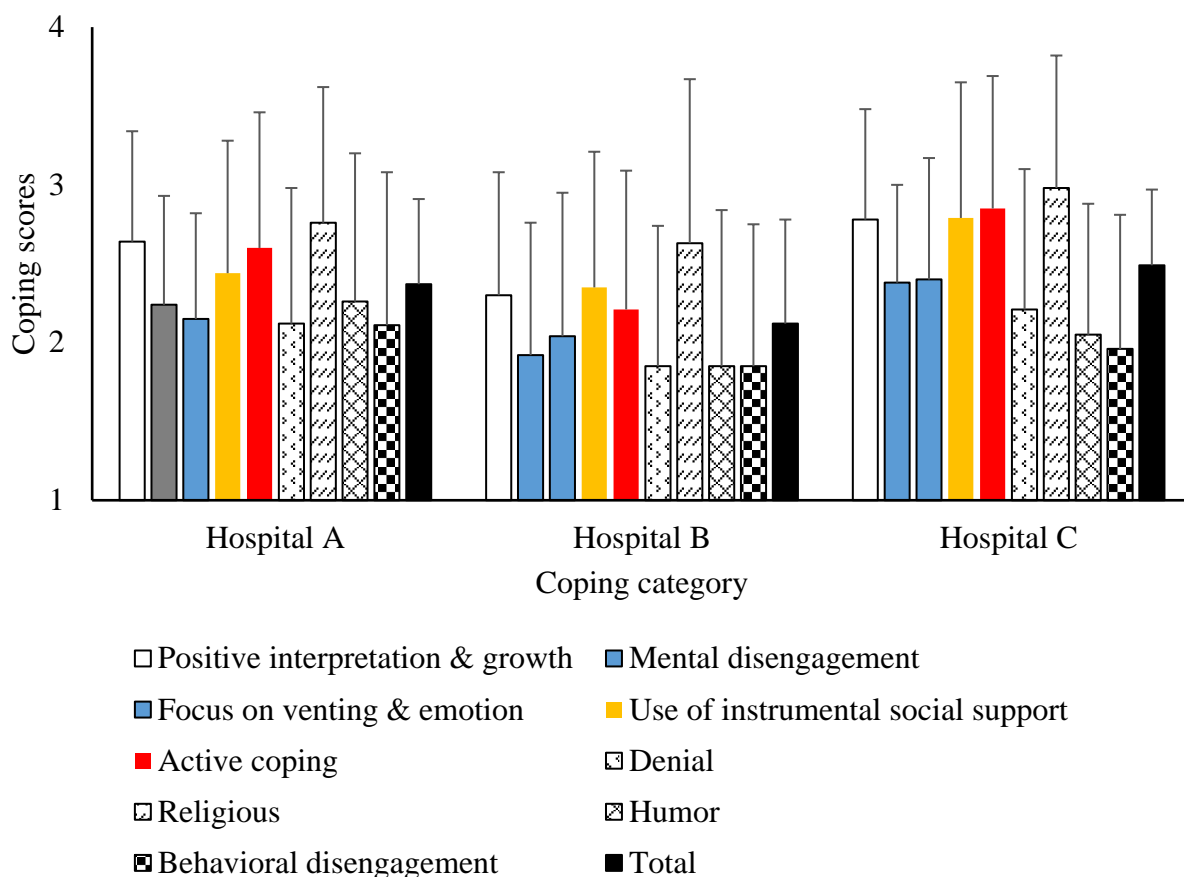 4
3
2
1
Coping scores
Hospital A
Hospital B
Hospital C
Coping category
Positive interpretation & growth
Mental disengagement
Focus on venting & emotion
Use of instrumental social support
Active coping
Denial
Religious
Humor
Behavioral disengagement
Total